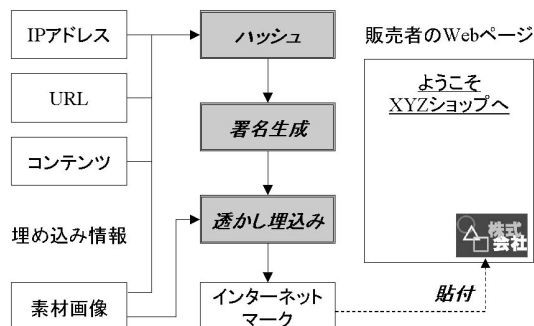 IPアドレス
URL
コンテンツ
埋め込み情報
素材画像
ハッシュ
署名生成
透かし埋込み
インターネット
マーク
貼付
販売者のWebページ
ようこそ
XYZショップへ
株式
会社